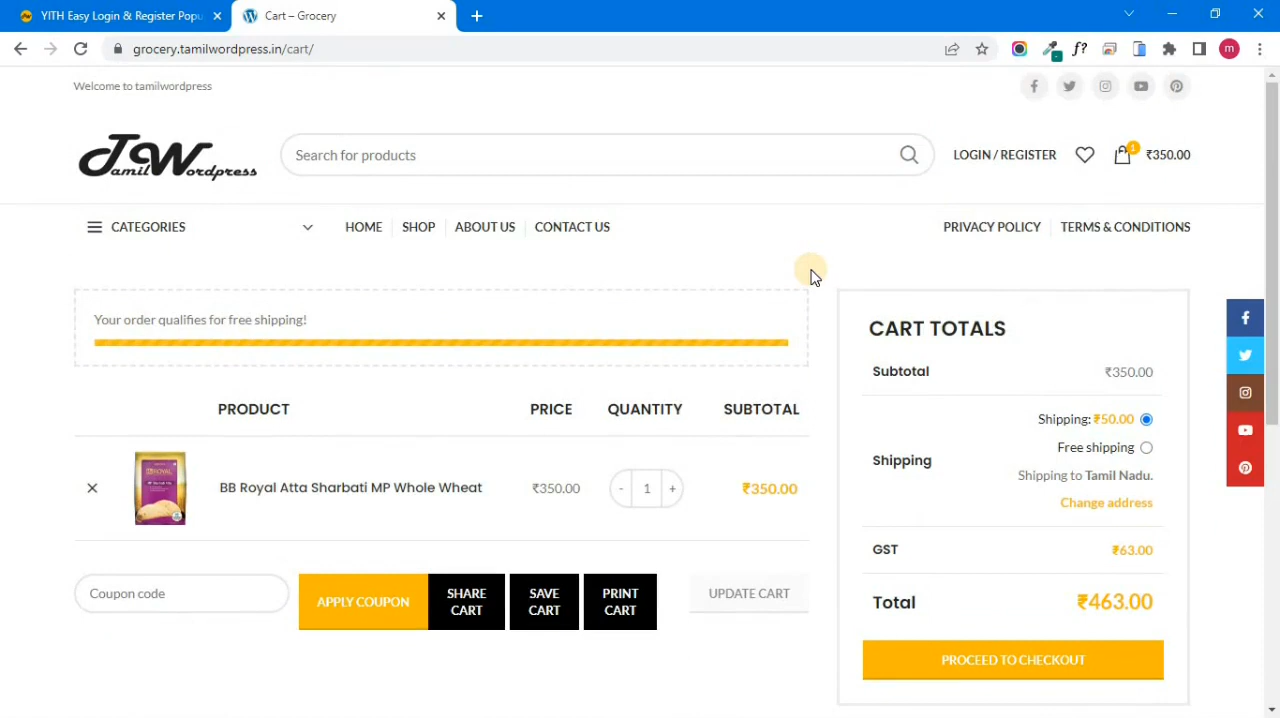 YITH Easy Login & Register Popu
Cart – Grocery
grocery.tamilwordpress.in/cart/
f?
m
Welcome to tamilwordpress
TamilWordpress
Search for products
LOGIN / REGISTER
1
₹350.00
CATEGORIES
HOME
SHOP
ABOUT US
CONTACT US
PRIVACY POLICY
TERMS & CONDITIONS
Your order qualifies for free shipping!
PRODUCT
PRICE
QUANTITY
SUBTOTAL
BB Royal Atta Sharbati MP Whole Wheat
₹350.00
- 1 +
₹350.00
Coupon code
APPLY COUPON
SHARE
CART
SAVE
CART
PRINT
CART
UPDATE CART
CART TOTALS
Subtotal
₹350.00
Shipping
Shipping: ₹50.00
Free shipping
Shipping to Tamil Nadu.
Change address
GST
₹63.00
Total
₹463.00
PROCEED TO CHECKOUT